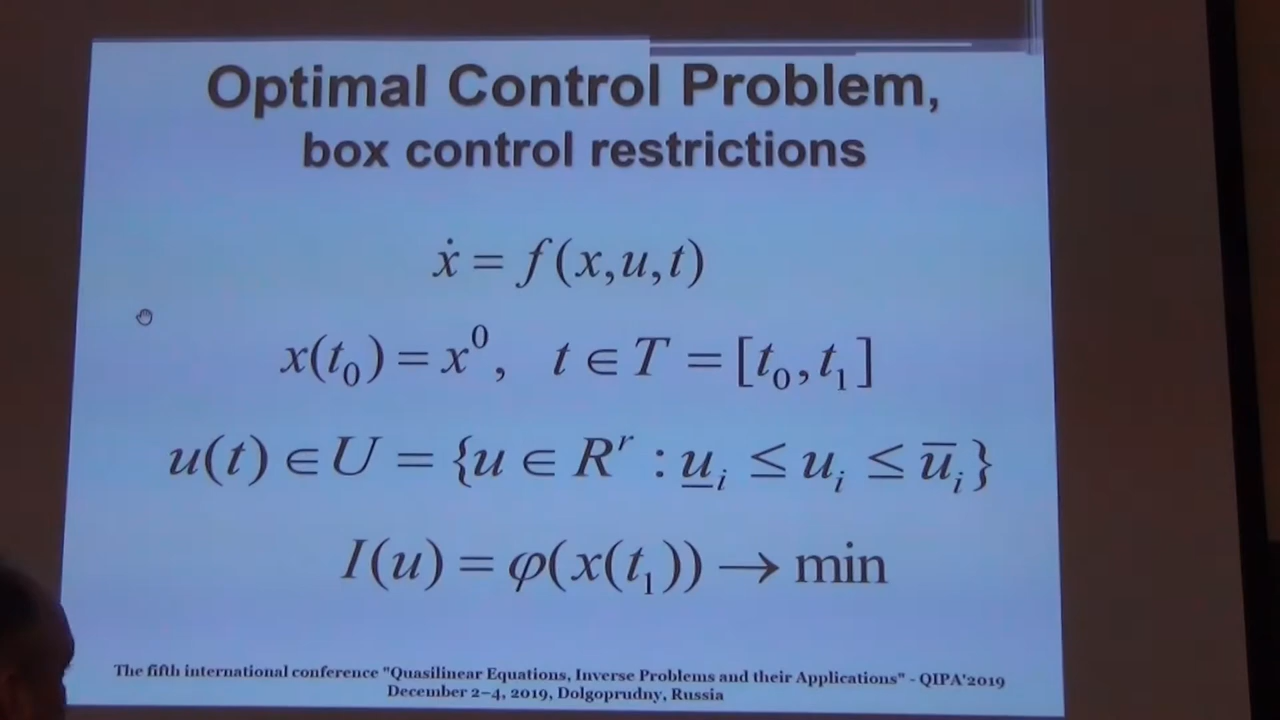 Optimal Control Problem,
box control restrictions
ẋ = f(x,u,t)
x(t₀) = x⁰, t ∈ T = [t₀,t₁]
u(t) ∈ U = {u ∈ Rʳ : u̲ᵢ ≤ uᵢ ≤ u̅ᵢ}
I(u) = φ(x(t₁)) → min
The fifth international conference "Quasilinear Equations, Inverse Problems and their Applications" - QIPA'2019
December 2–4, 2019, Dolgoprudny, Russia